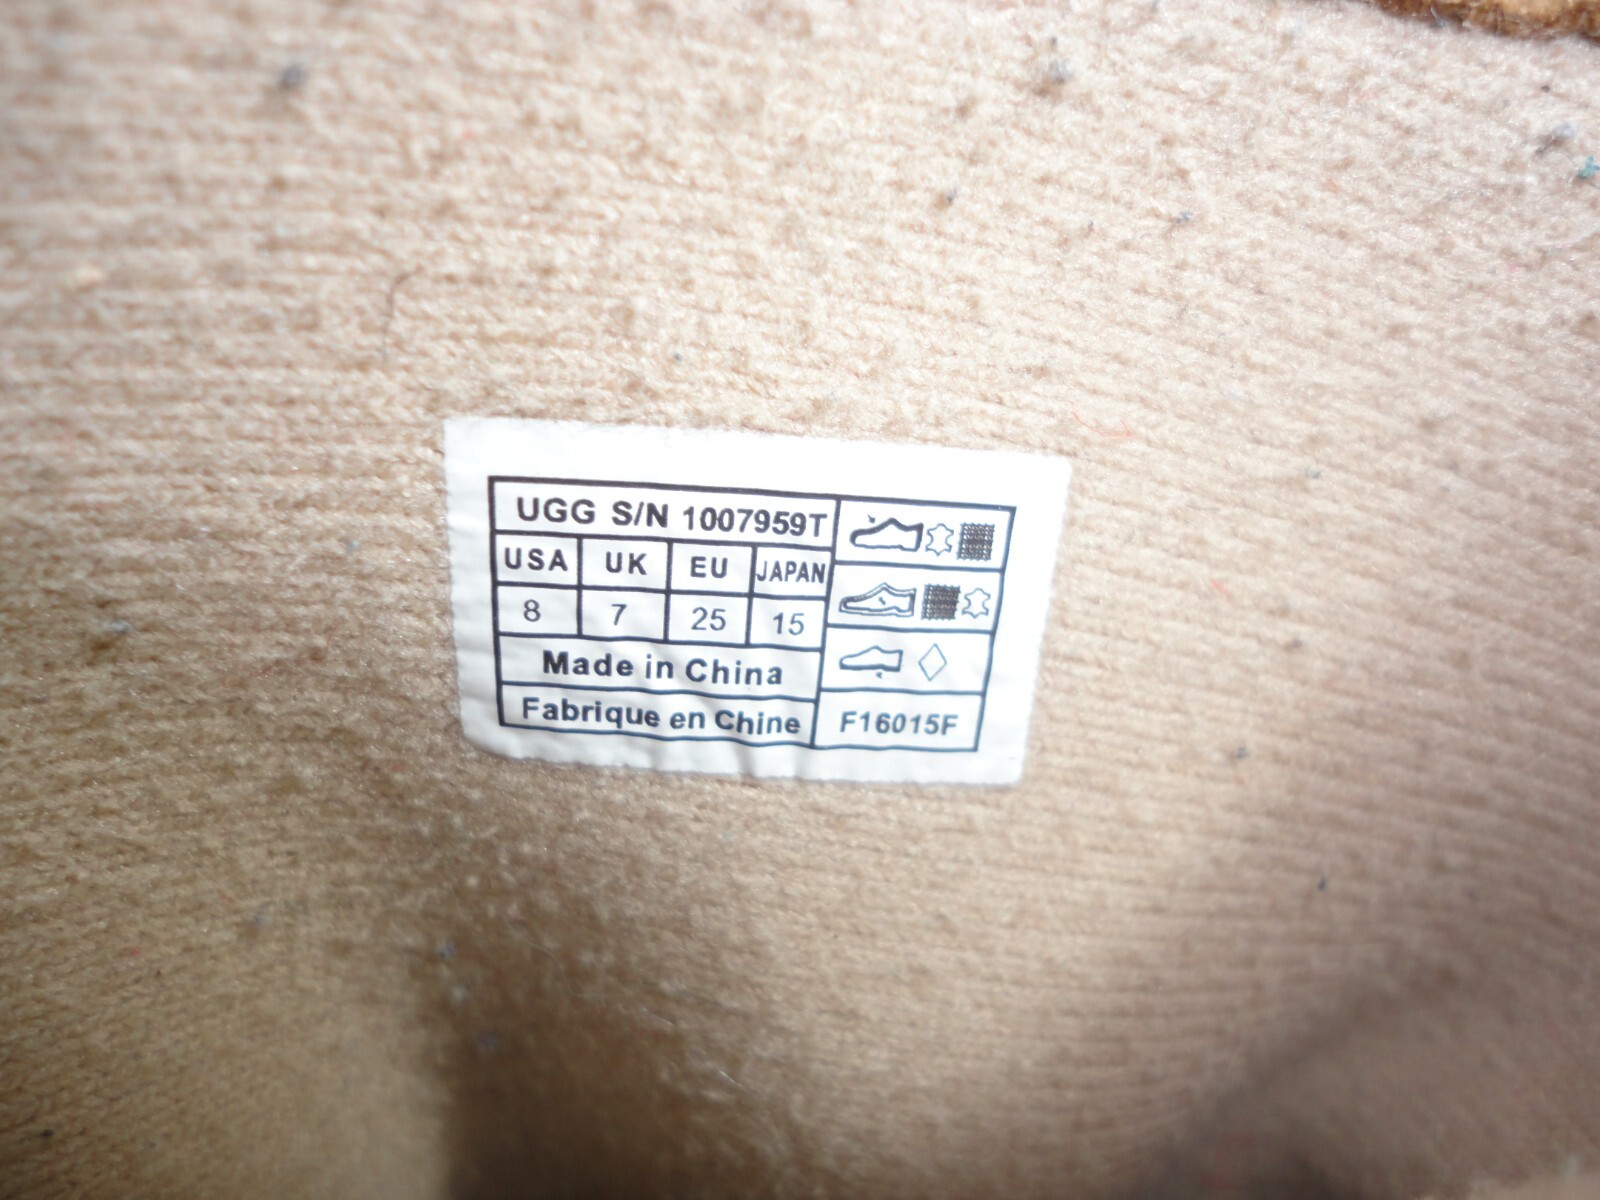 UGG S/N 1007959T
USA UK EU JAPAN
8 7 25 15
Made in China
Fabrique en Chine
F16015F